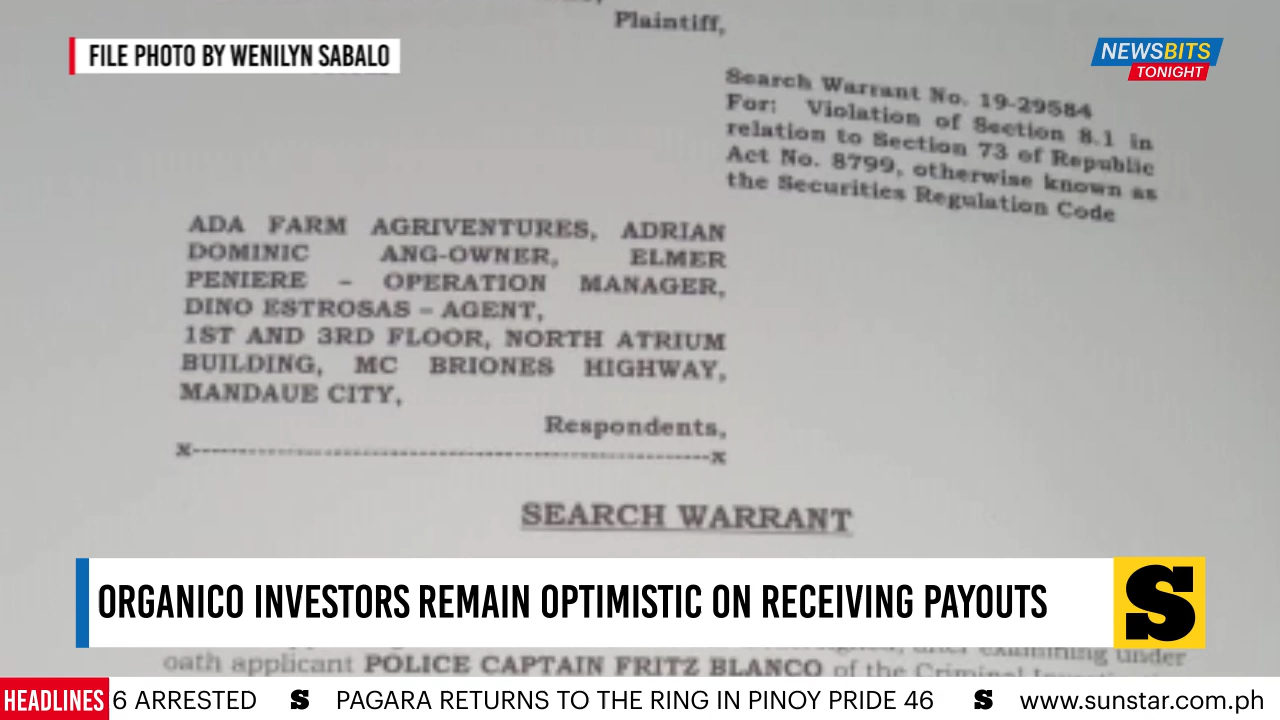 Plaintiff,
FILE PHOTO BY WENILYN SABALO
NEWSBITS
TONIGHT
Search Warrant No. 19-29584
For: Violation of Section 8.1 in
relation to Section 73 of Republic
Act No. 8799, otherwise known as
the Securities Regulation Code
ADA FARM AGRIVENTURES, ADRIAN
DOMINIC ANG-OWNER, ELMER
PENIERE – OPERATION MANAGER,
DINO ESTROSAS – AGENT,
1ST AND 3RD FLOOR, NORTH ATRIUM
BUILDING, MC BRIONES HIGHWAY,
MANDAUE CITY,
Respondents,
x-----------------------------------------------x
SEARCH WARRANT
ORGANICO INVESTORS REMAIN OPTIMISTIC ON RECEIVING PAYOUTS
S
after examining under
oath applicant POLICE CAPTAIN FRITZ BLANCO of the Criminal
HEADLINES 6 ARRESTED S PAGARA RETURNS TO THE RING IN PINOY PRIDE 46 S www.sunstar.com.ph